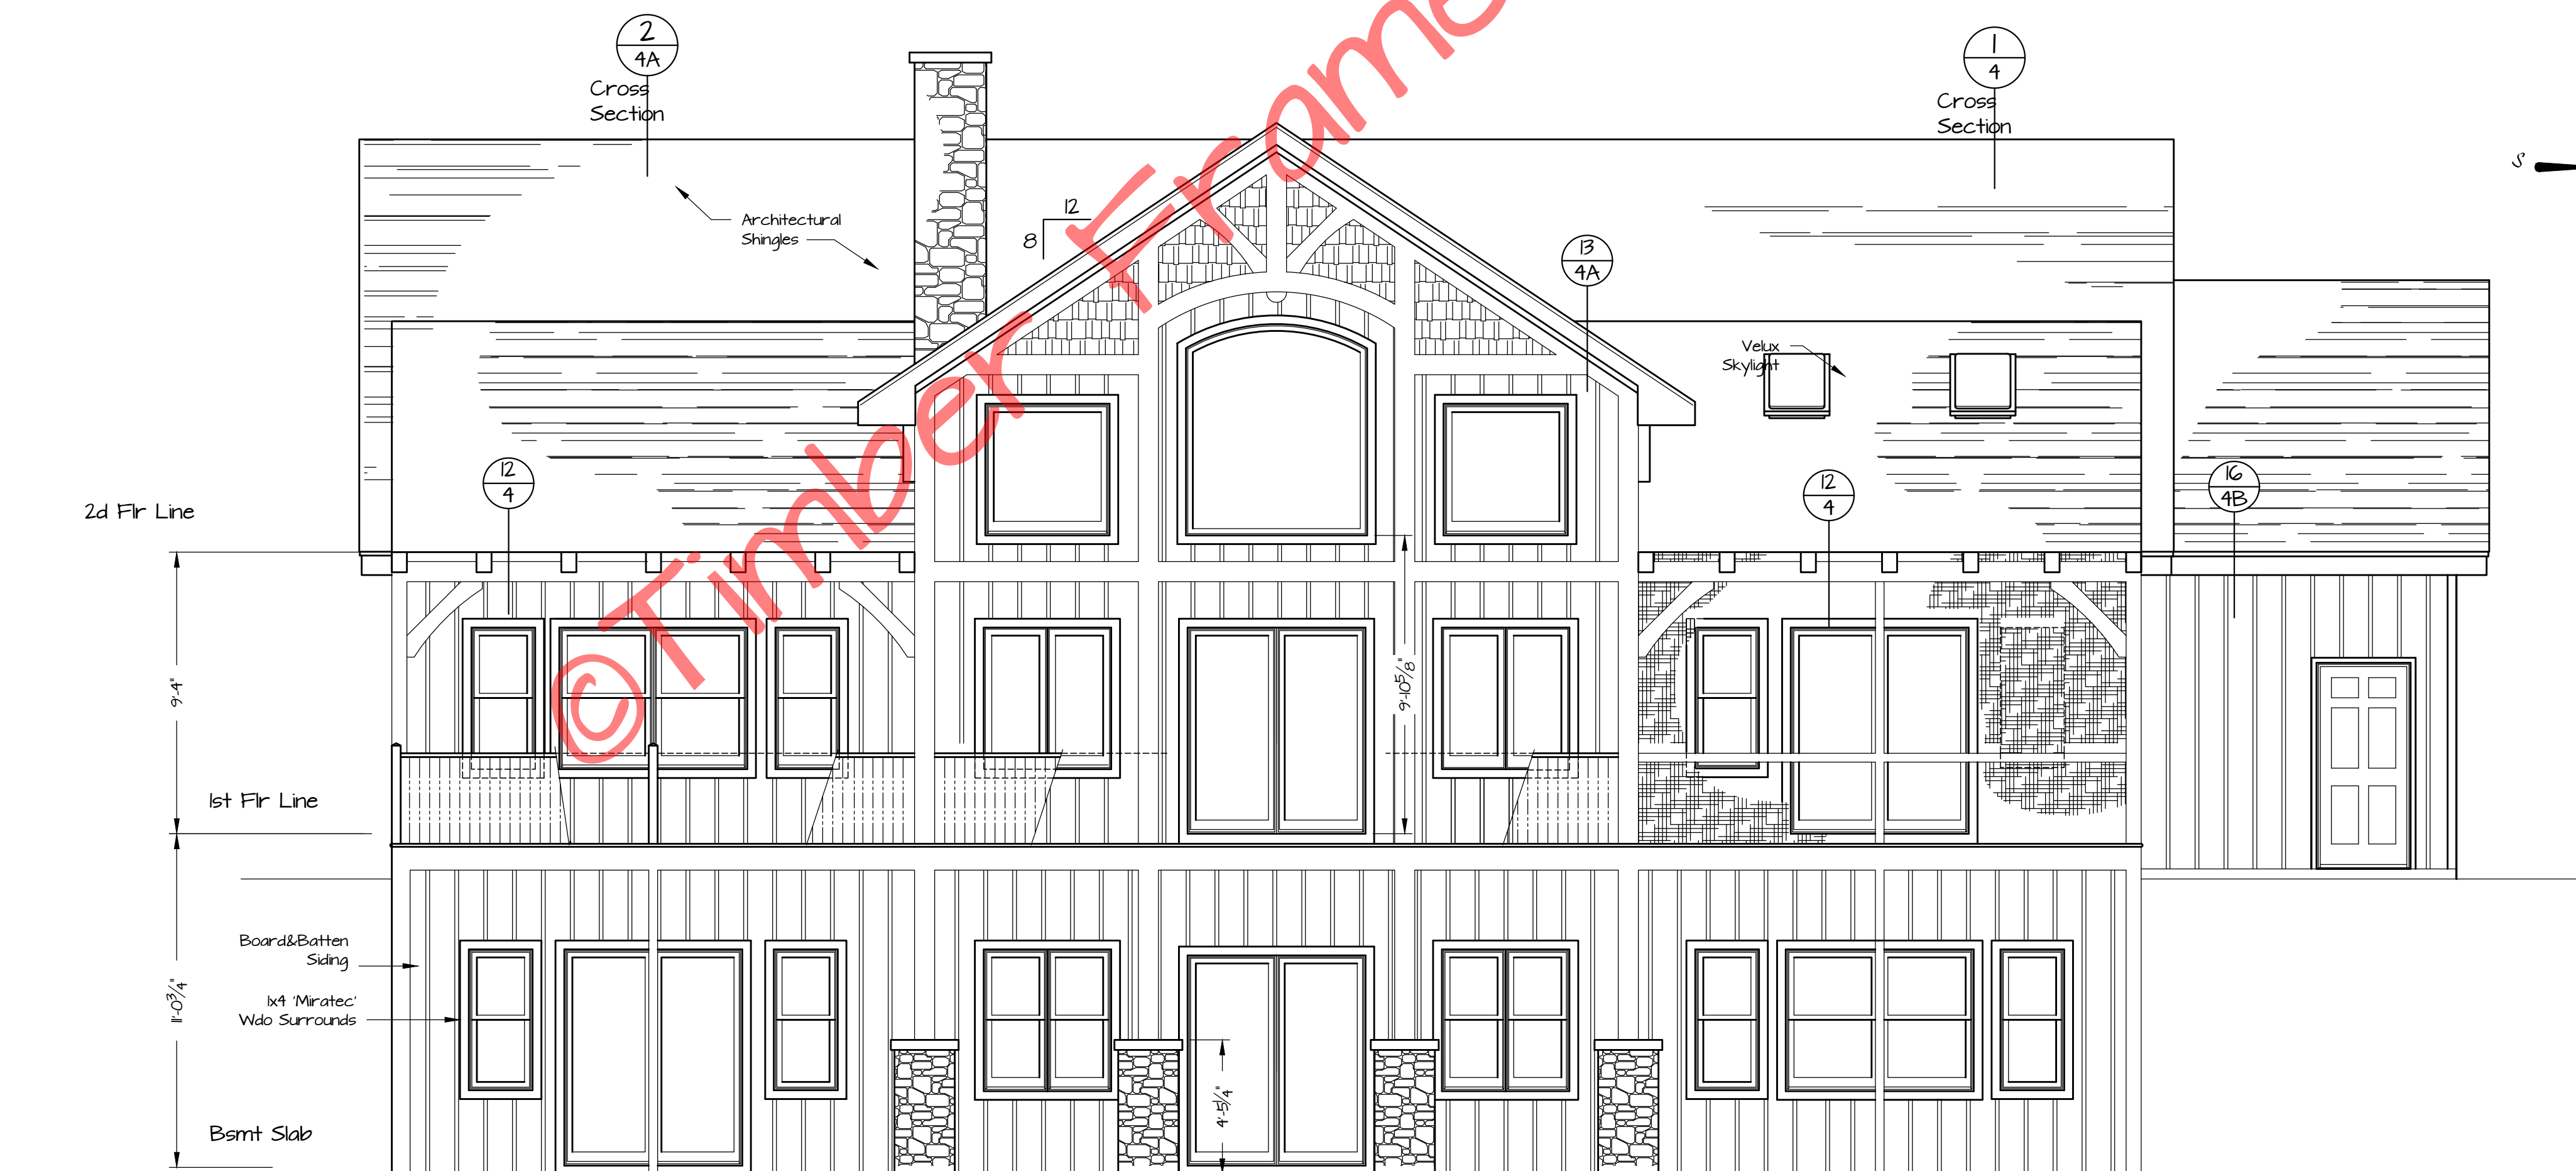 2
4A
Cross
Section
1
4
Cross
Section
S
Architectural
Shingles
12
8
13
4A
Velux
Skylight
12
4
12
4
16
4B
2d Flr Line
9'-4"
9'-10 5/8"
1st Flr Line
Board&Batten
Siding
11'-0 3/4"
1x4 'Miratec'
Wdo Surrounds
4'-5 1/4"
Bsmt Slab
©Timber Frame